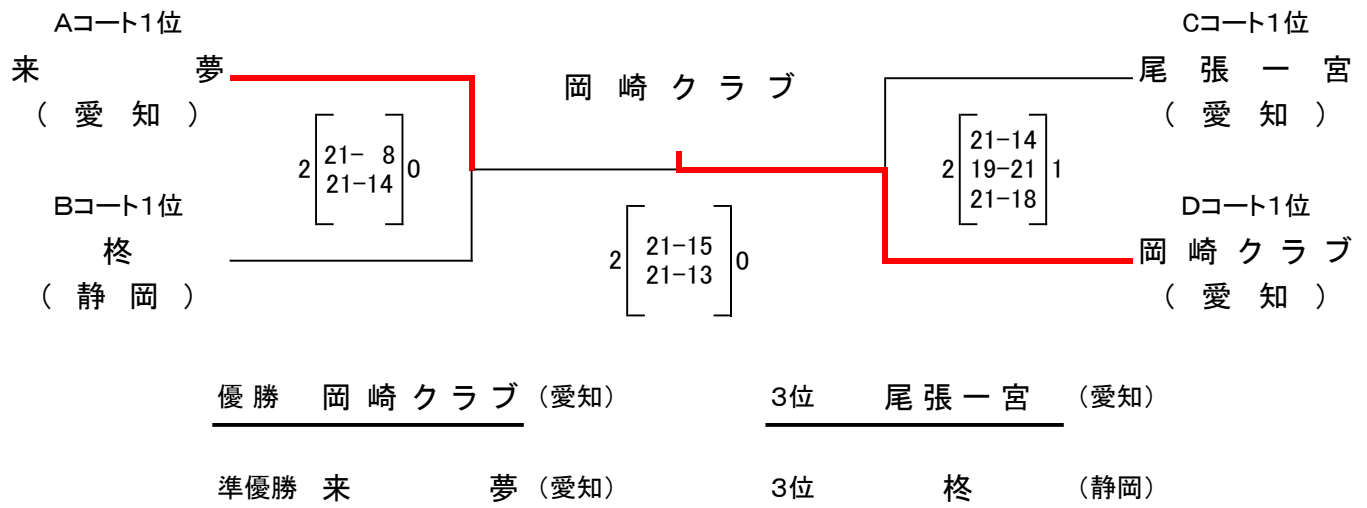 Aコート1位
Cコート1位
来 夢
岡崎クラブ
尾張一宮
（愛知）
（愛知）
2 21- 8 0
21-14
2 21-14 1
19-21
21-18
Bコート1位
Dコート1位
柊
岡崎クラブ
（静岡）
（愛知）
2 21-15 0
21-13
優勝 岡崎クラブ （愛知）
3位 尾張一宮 （愛知）
準優勝 来 夢 （愛知）
3位 柊 （静岡）